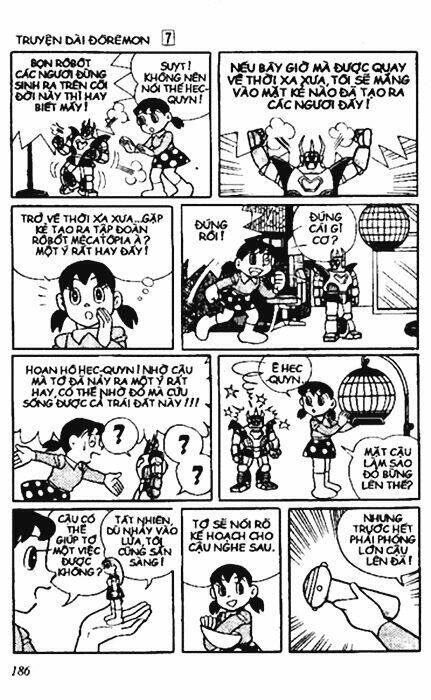 TRUYỆN DÀI ĐÔRÊMON 7
BỌN RÔBỐT
CÁC NGƯƠI ĐỪNG
SINH RA TRÊN CÕI
ĐỜI NÀY THÌ HAY
BIẾT MẤY!
SUYT!
KHÔNG NÊN
NÓI THẾ HEC-
QUYN!
NẾU BÂY GIỜ MÀ ĐƯỢC QUAY
VỀ THỜI XA XƯA, TÔI SẼ MẮNG
VÀO MẶT KẺ NÀO ĐÃ TẠO RA
CÁC NGƯƠI ĐẤY!
TRỞ VỀ THỜI XA XƯA...GẶP
KẺ TẠO RA TẬP ĐOÀN
RÔBỐT MÊCATÔPIA À?
MỘT Ý RẤT HAY ĐẤY!
ĐÚNG
RỒI!
ĐÚNG
CÁI GÌ
CƠ?
HOAN HÔ HEC-QUYN! NHỜ CẬU
MÀ TỚ ĐÃ NẢY RA MỘT Ý RẤT
HAY, CÓ THỂ NHỜ ĐÓ MÀ CỨU
SỐNG ĐƯỢC CẢ TRÁI ĐẤT NÀY!!!
?
?
?
Ê HEC
QUYN.
MẶT CẬU
LÀM SAO
ĐỎ BỪNG
LÊN THẾ?
CẬU CÓ
THỂ
GIÚP TỚ
MỘT VIỆC
ĐƯỢC
KHÔNG?
TẤT NHIÊN,
DÙ NHẢY VÀO
LỬA, TÔI
CŨNG SẴN
SÀNG!
TỚ SẼ NÓI RÕ
KẾ HOẠCH CHO
CẬU NGHE SAU.
NHƯNG
TRƯỚC HẾT
PHẢI PHÓNG
LỚN CẬU
LÊN ĐÃ!
186